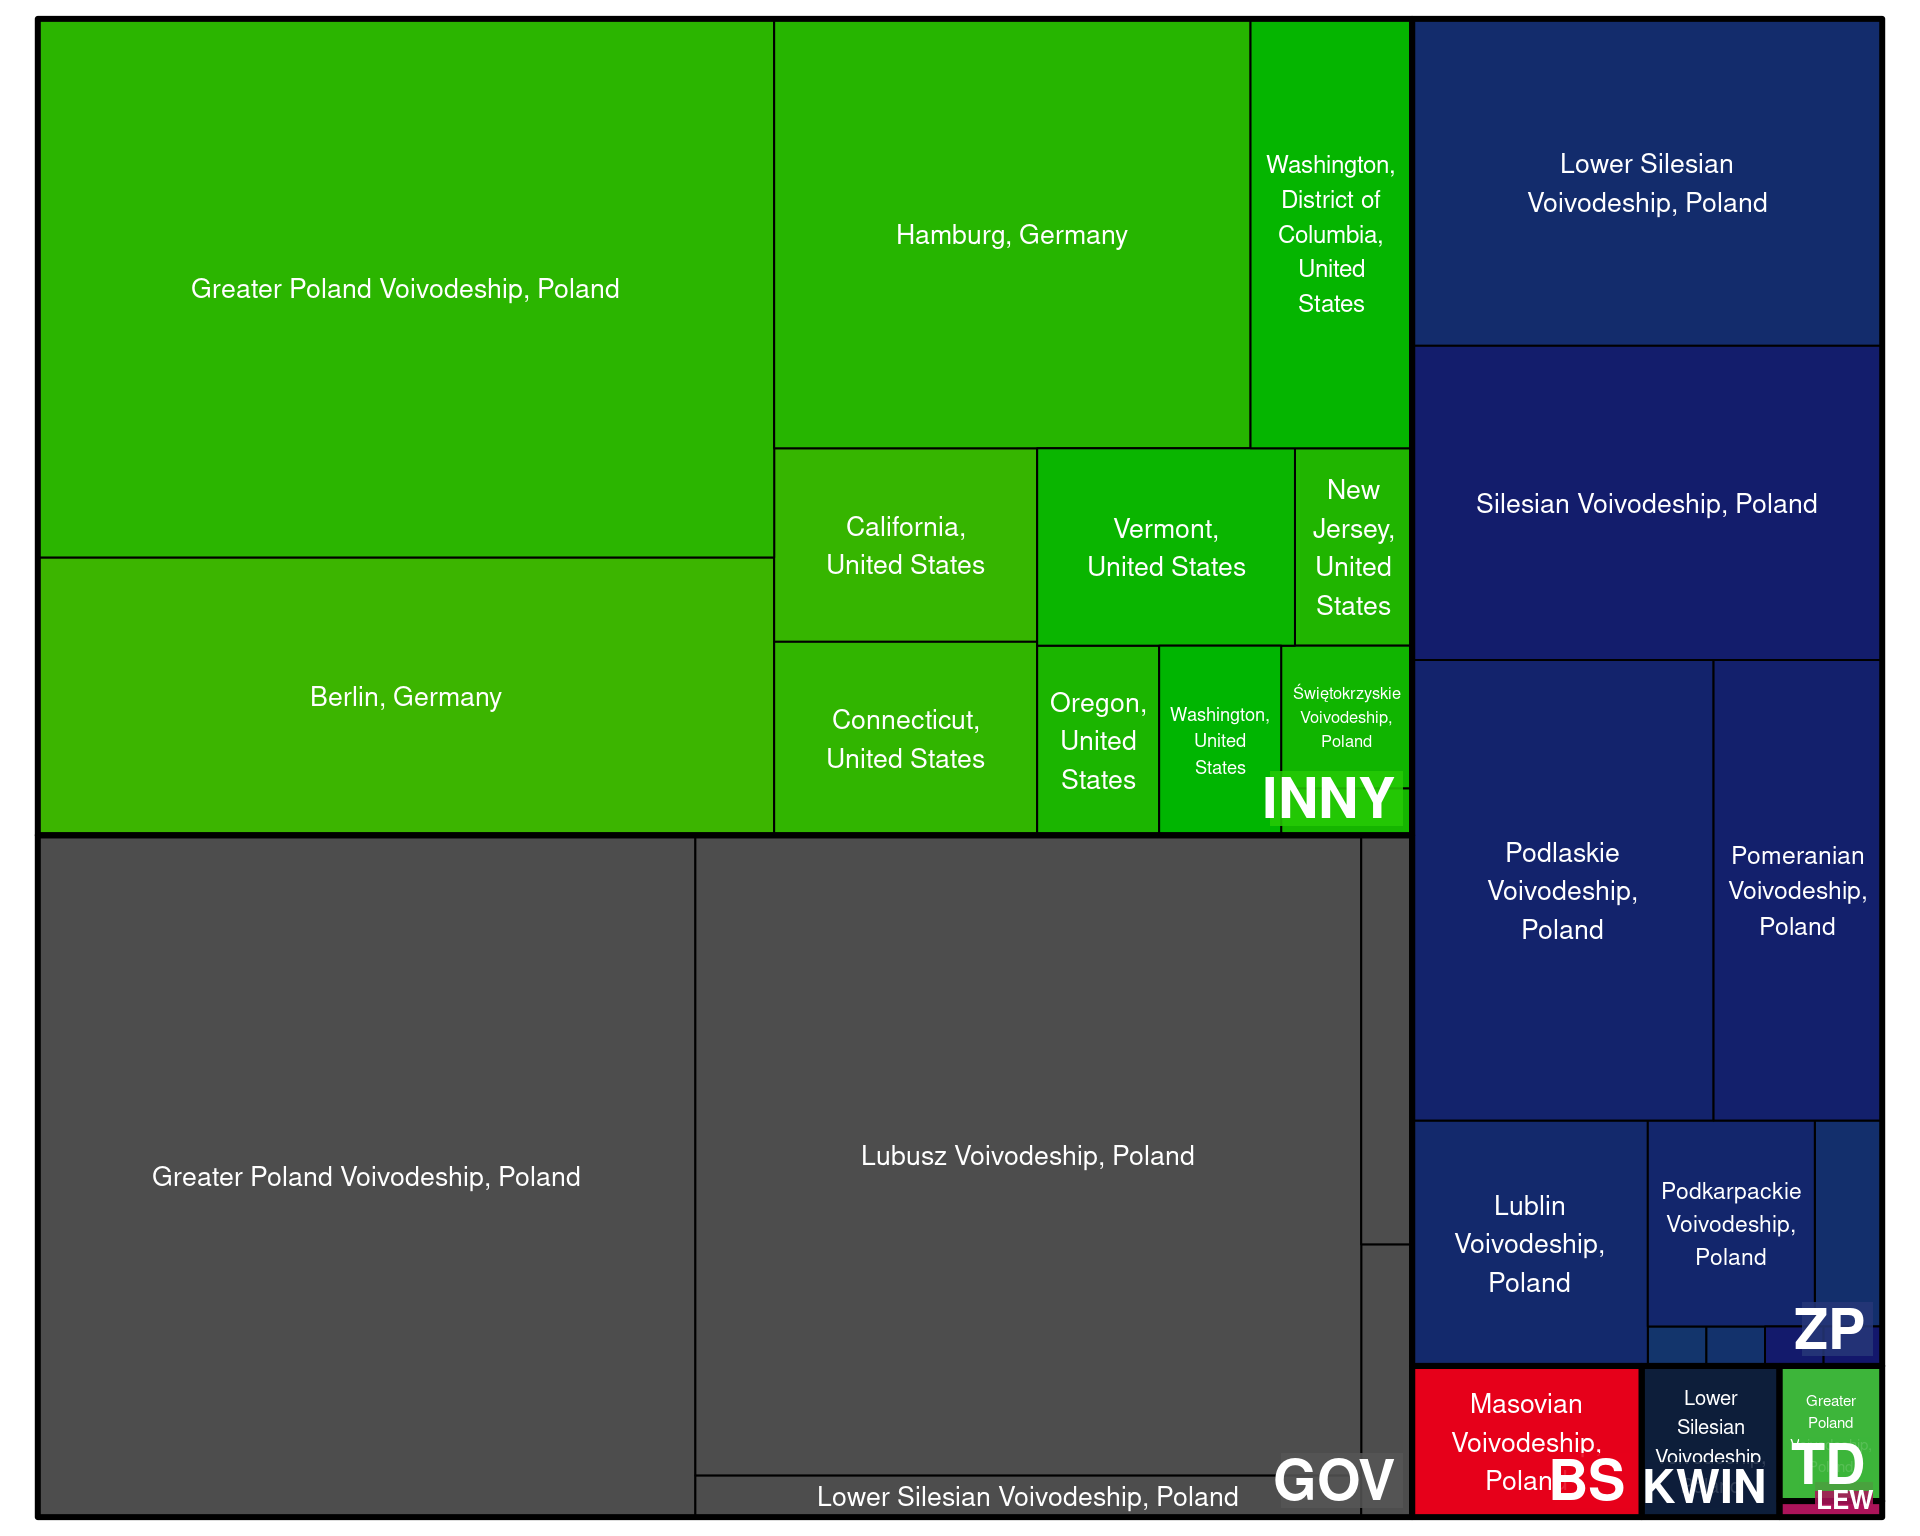 Greater Poland Voivodeship, Poland
Berlin, Germany
Hamburg, Germany
Washington,
District of
Columbia,
United
States
California,
United States
Connecticut,
United States
Vermont,
United States
New
Jersey,
United
States
Oregon,
United
States
Washington,
United
States
Świętokrzyskie
Voivodeship,
Poland
INNY
Greater Poland Voivodeship, Poland
Lubusz Voivodeship, Poland
Lower Silesian Voivodeship, Poland
GOV
Lower Silesian
Voivodeship, Poland
Silesian Voivodeship, Poland
Podlaskie
Voivodeship,
Poland
Pomeranian
Voivodeship,
Poland
Lublin
Voivodeship,
Poland
Podkarpackie
Voivodeship,
Poland
ZP
Masovian
Voivodeship,
Poland
BS
Lower
Silesian
Voivodeship,
KWIN
Greater
Poland
TD
LEW